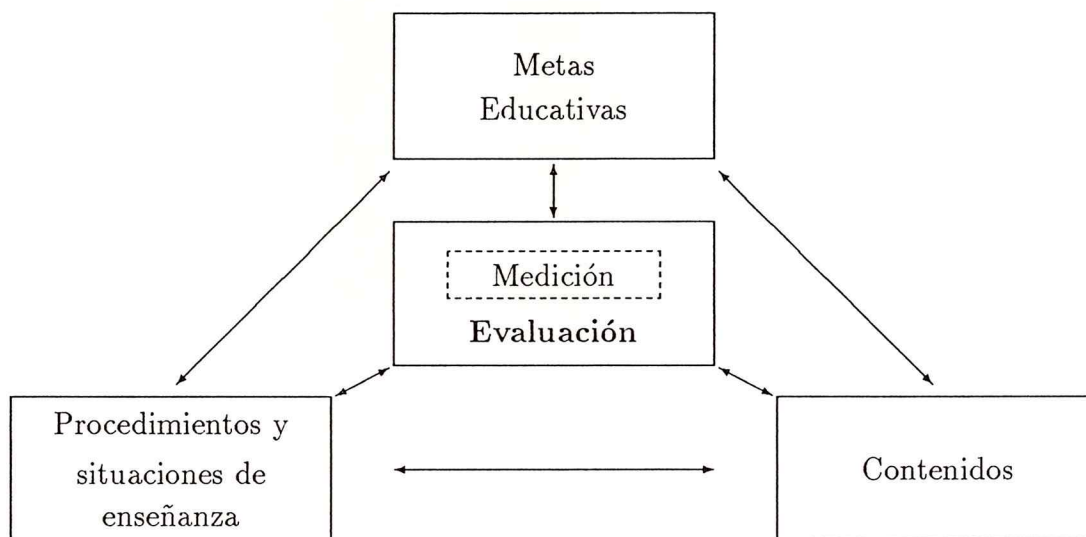 Metas
Educativas
Medición
Evaluación
Procedimientos y
situaciones de
enseñanza
Contenidos